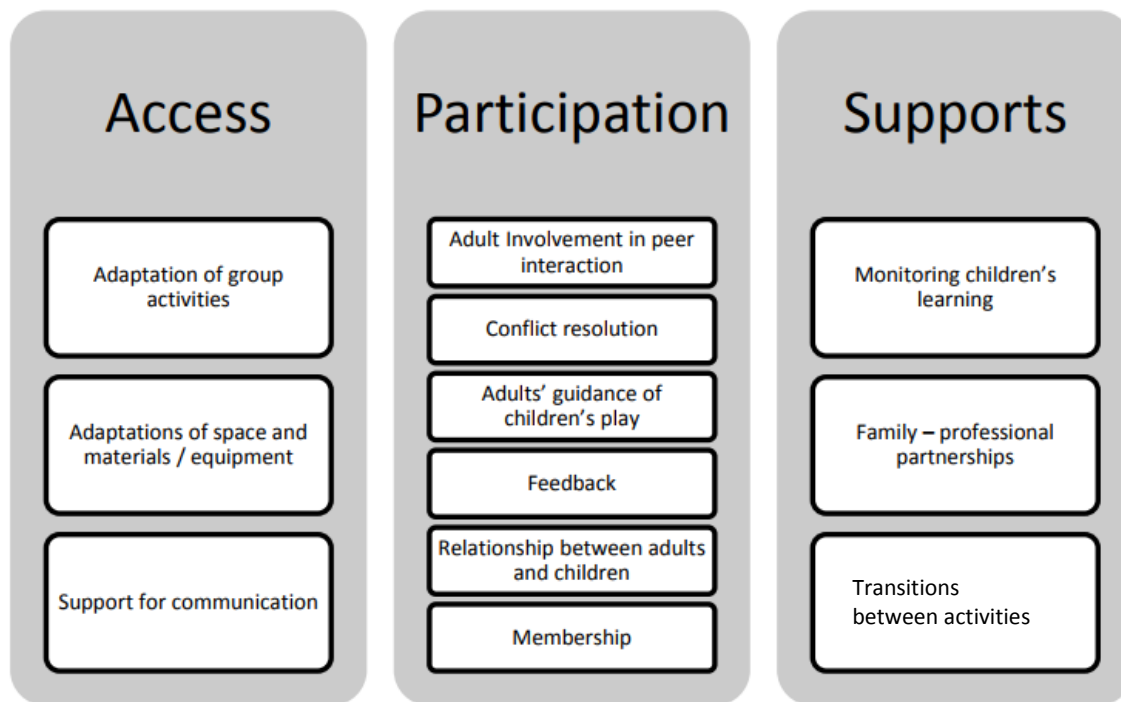 Access
Adaptation of group
activities
Adaptations of space and
materials / equipment
Support for communication
Participation
Adult Involvement in peer
interaction
Conflict resolution
Adults’ guidance of
children’s play
Feedback
Relationship between adults
and children
Membership
Supports
Monitoring children’s
learning
Family – professional
partnerships
Transitions
between activities